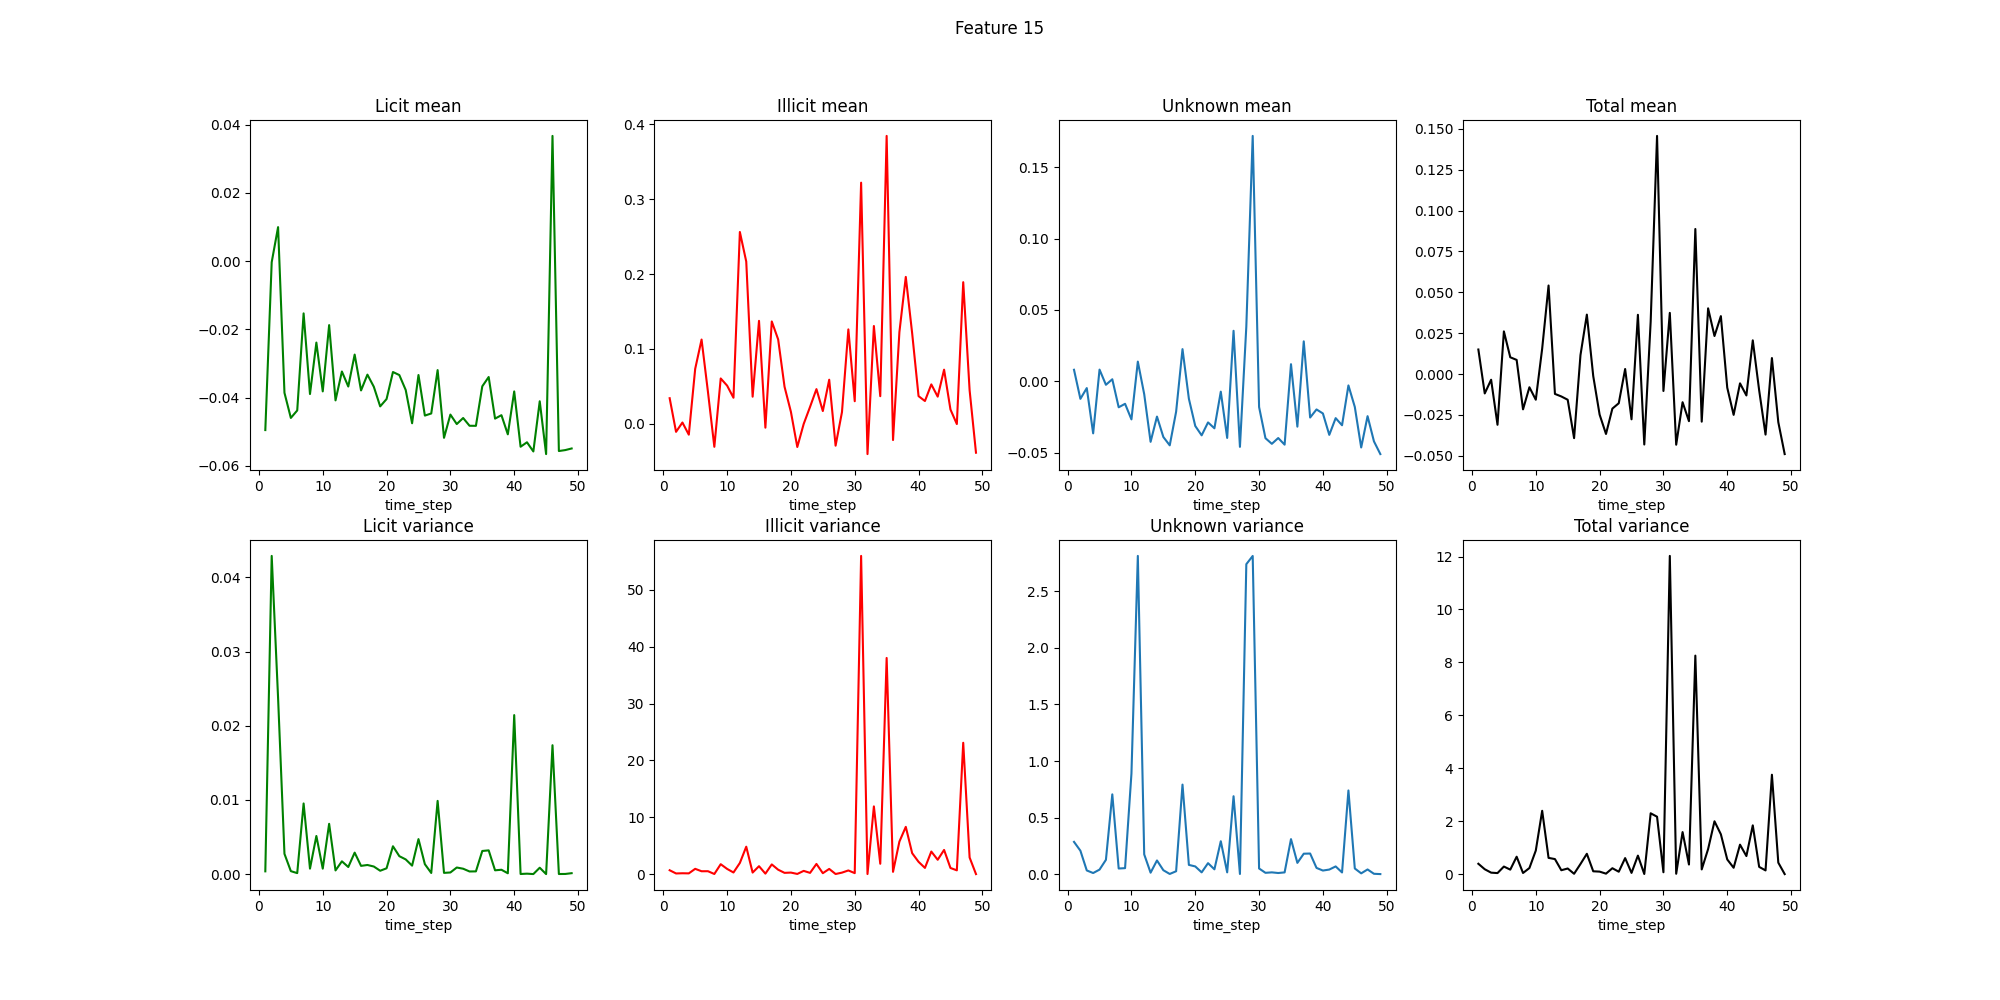 Feature 15
Licit mean
Illicit mean
Unknown mean
Total mean
0.04
0.02
0.00
−0.02
−0.04
−0.06
0 10 20 30 40 50
time_step
0.4
0.3
0.2
0.1
0.0
0 10 20 30 40 50
time_step
0.15
0.10
0.05
0.00
−0.05
0 10 20 30 40 50
time_step
0.150
0.125
0.100
0.075
0.050
0.025
0.000
−0.025
−0.050
0 10 20 30 40 50
time_step
Licit variance
Illicit variance
Unknown variance
Total variance
0.04
0.03
0.02
0.01
0.00
0 10 20 30 40 50
time_step
50
40
30
20
10
0
0 10 20 30 40 50
time_step
2.5
2.0
1.5
1.0
0.5
0.0
0 10 20 30 40 50
time_step
12
10
8
6
4
2
0
0 10 20 30 40 50
time_step